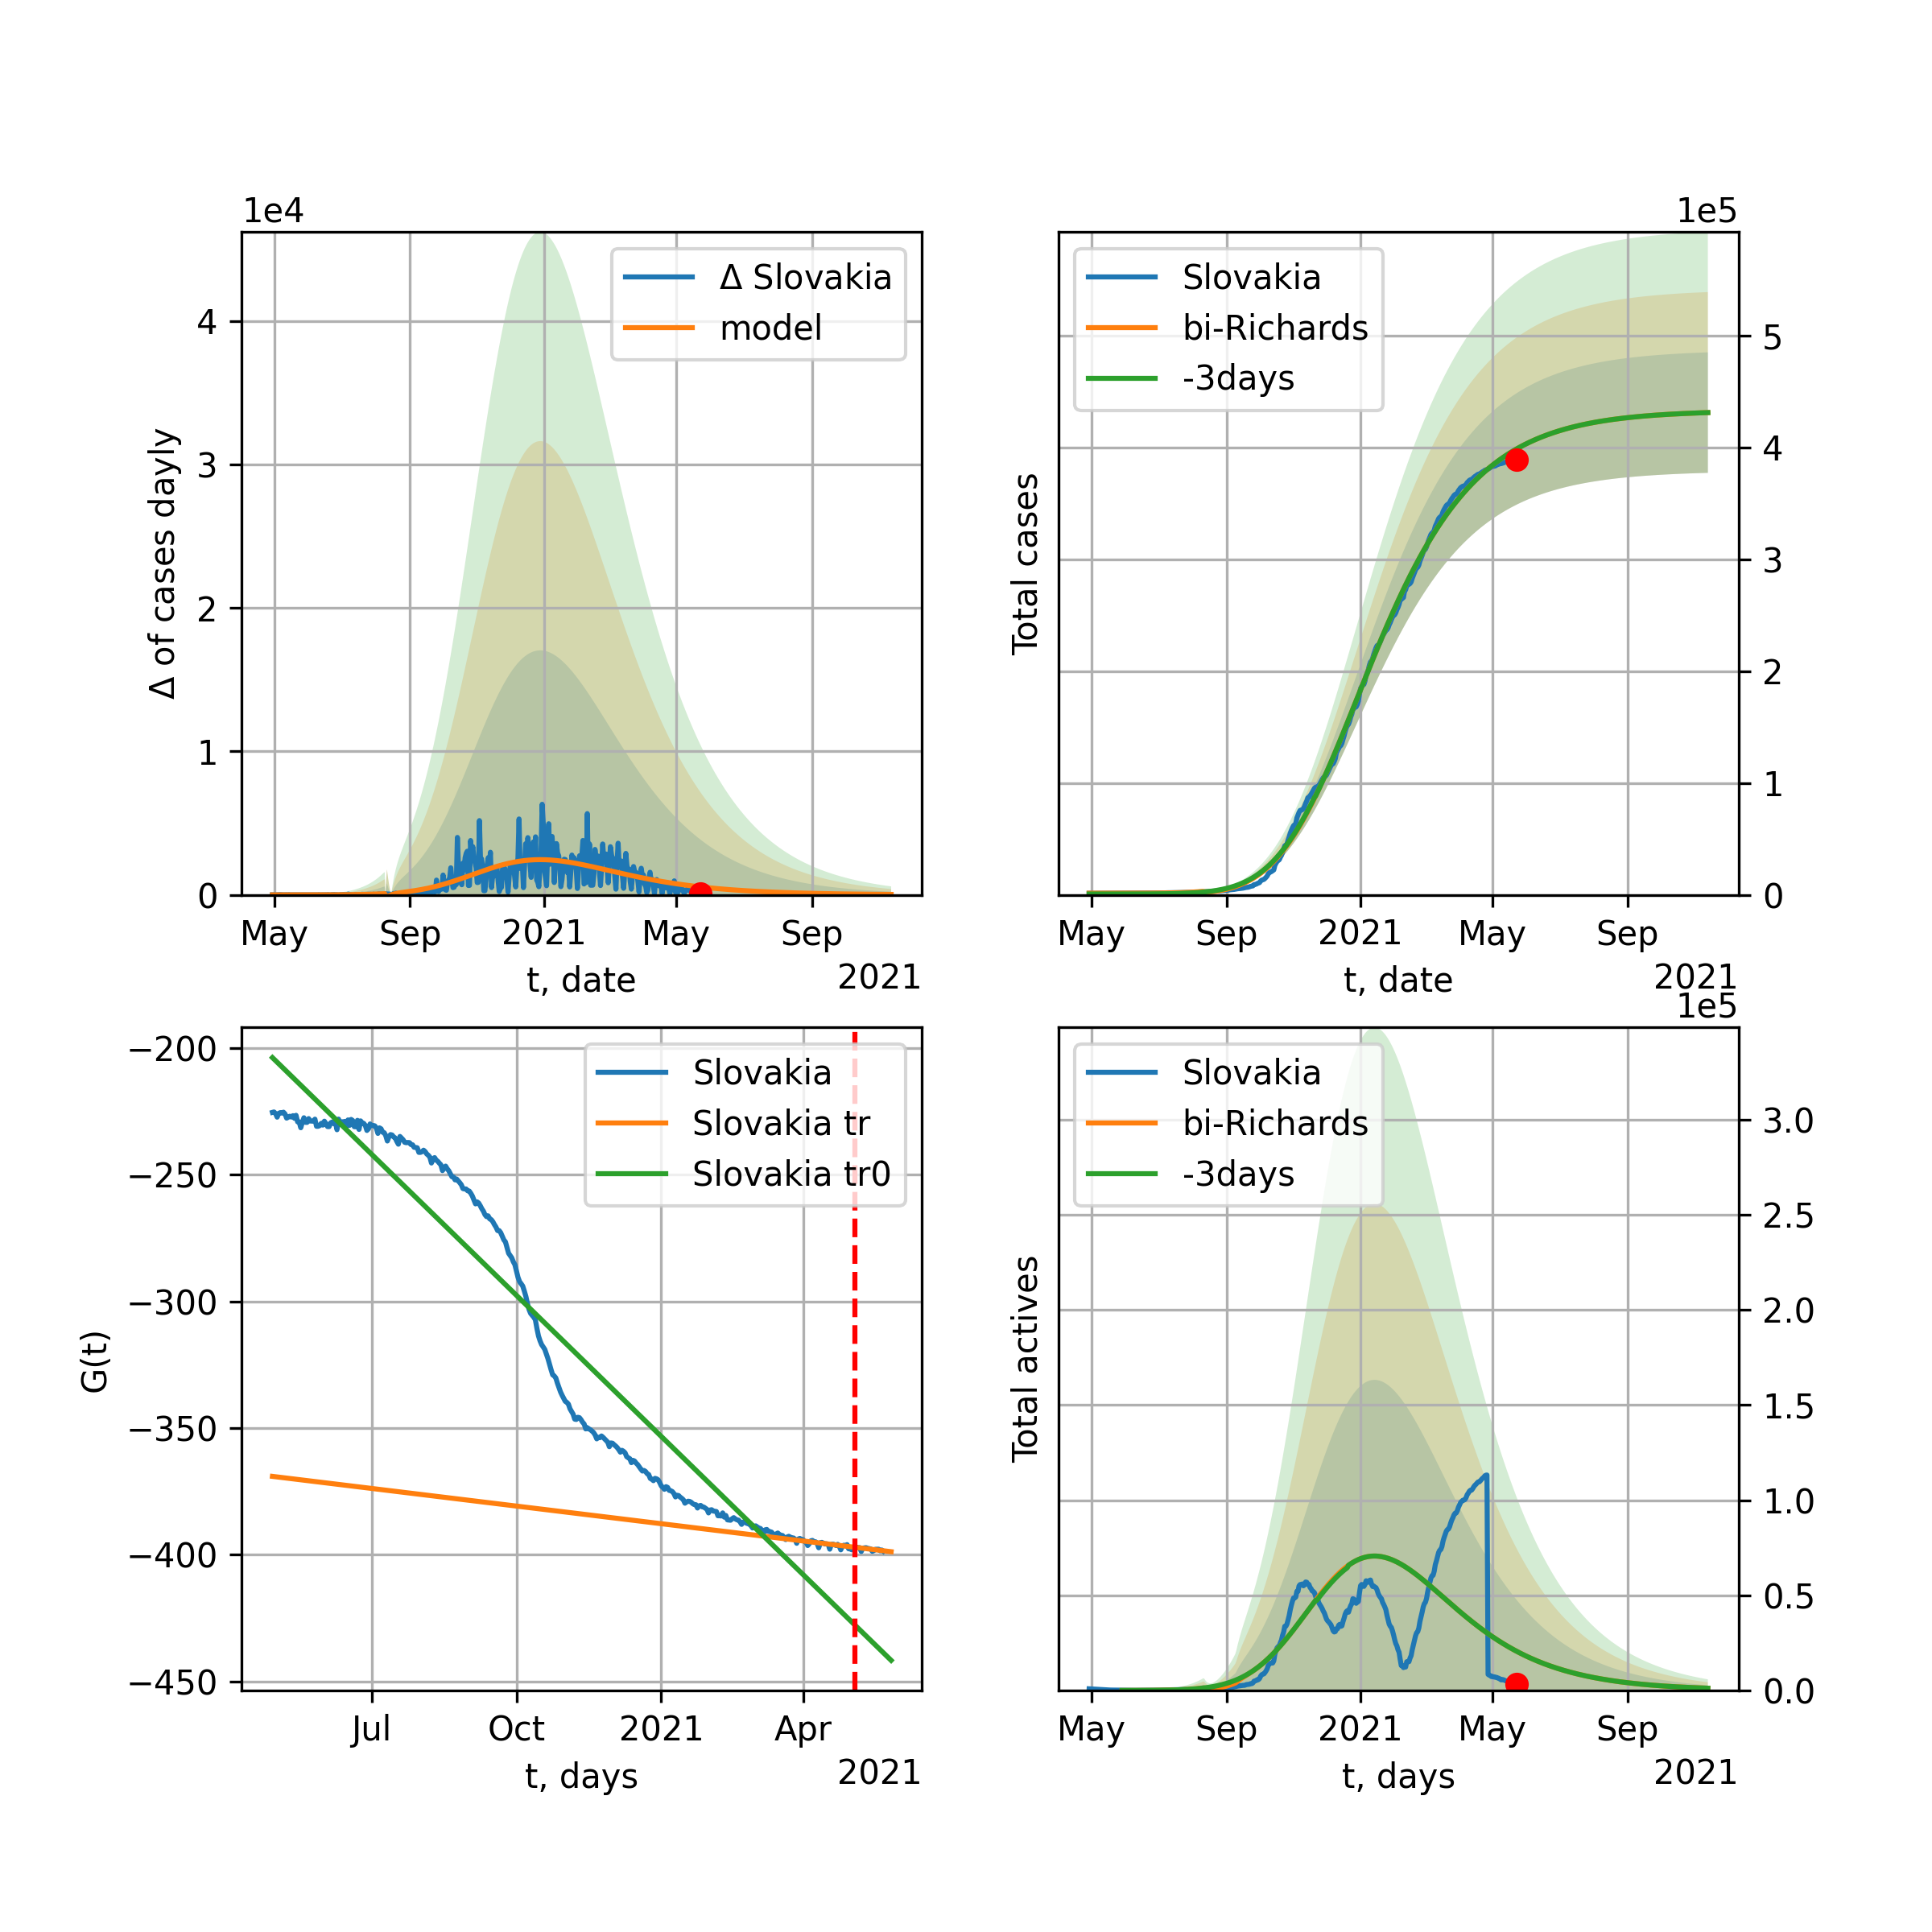 1e4
Δ of cases dayly
4
3
2
1
0
Δ Slovakia
model
May Sep 2021 May Sep
t, date
2021
1e5
Total cases
Slovakia
bi-Richards
-3days
5
4
3
2
1
0
May Sep 2021 May Sep
t, date
2021
G(t)
−200
−250
−300
−350
−400
−450
Slovakia
Slovakia tr
Slovakia tr0
Jul Oct 2021 Apr
t, days
2021
1e5
Total actives
Slovakia
bi-Richards
-3days
3.0
2.5
2.0
1.5
1.0
0.5
0.0
May Sep 2021 May Sep
t, days
2021